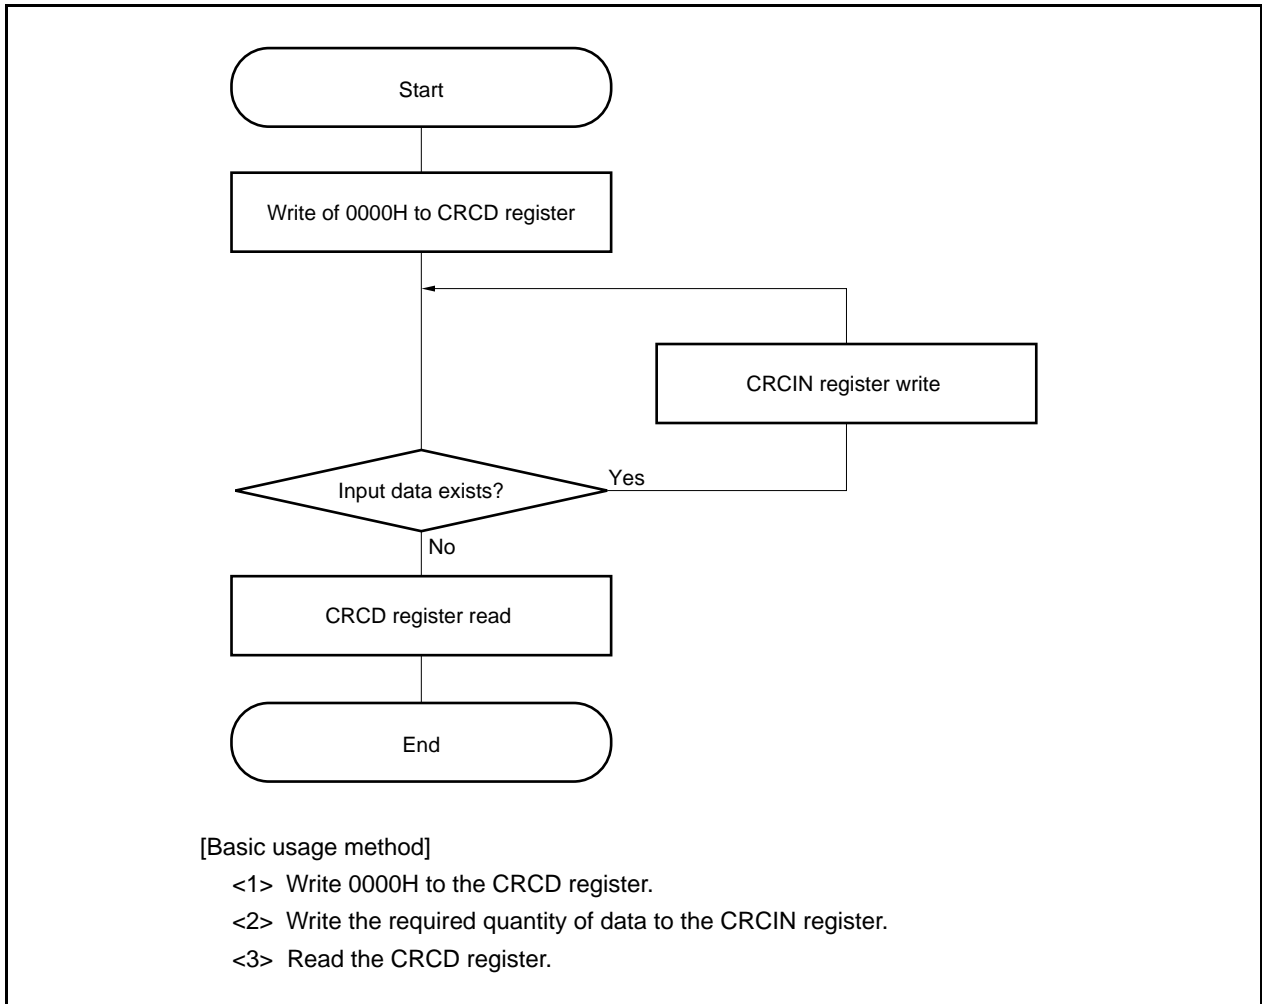 Start
Write of 0000H to CRCD register
CRCIN register write
Input data exists?
Yes
No
CRCD register read
End
[Basic usage method]
<1> Write 0000H to the CRCD register.
<2> Write the required quantity of data to the CRCIN register.
<3> Read the CRCD register.